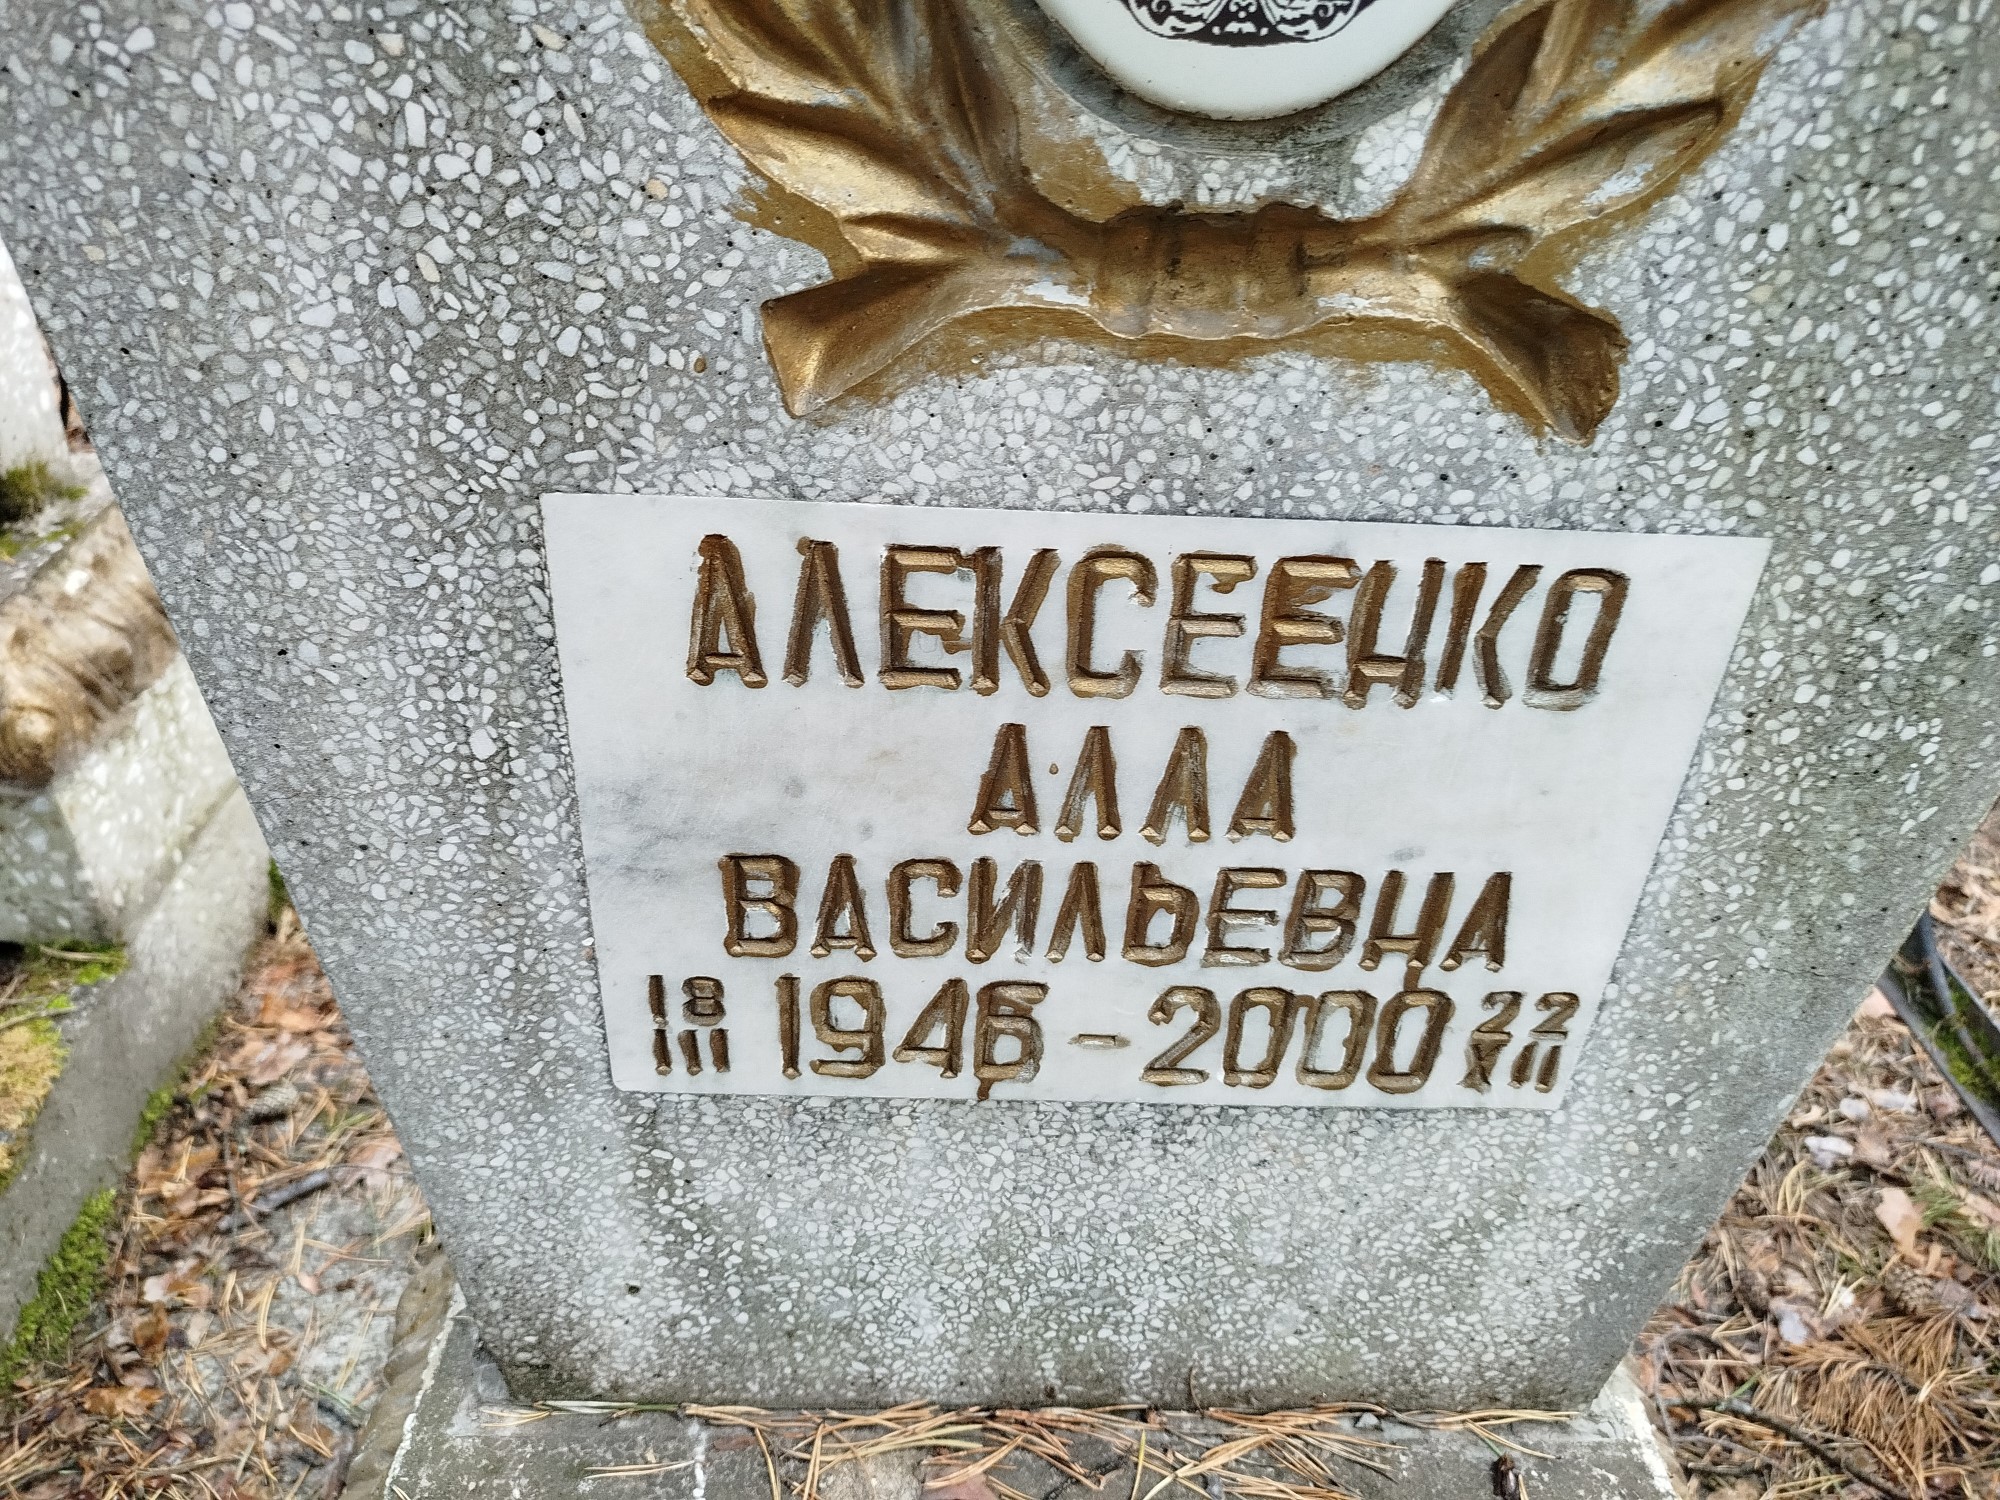 АЛЕКСЕЕНКО
АЛЛА
ВАСИЛЬЕВНА
18 III 1946 - 2000 22 XII